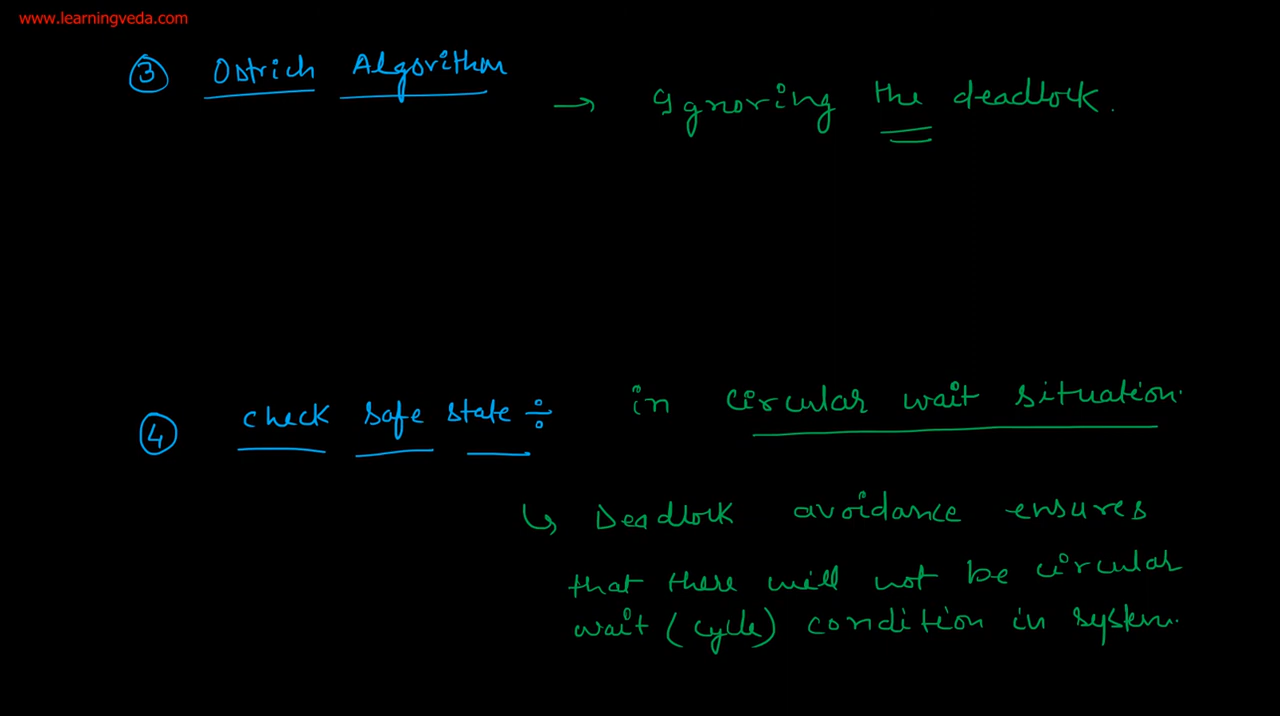 www.learningveda.com
③ Ostrich Algorithm → Ignoring the deadlock.
④ check safe state ÷ in circular wait situation.
↳ Deadlock avoidance ensures
that there will not be circular
wait (cycle) condition in system.